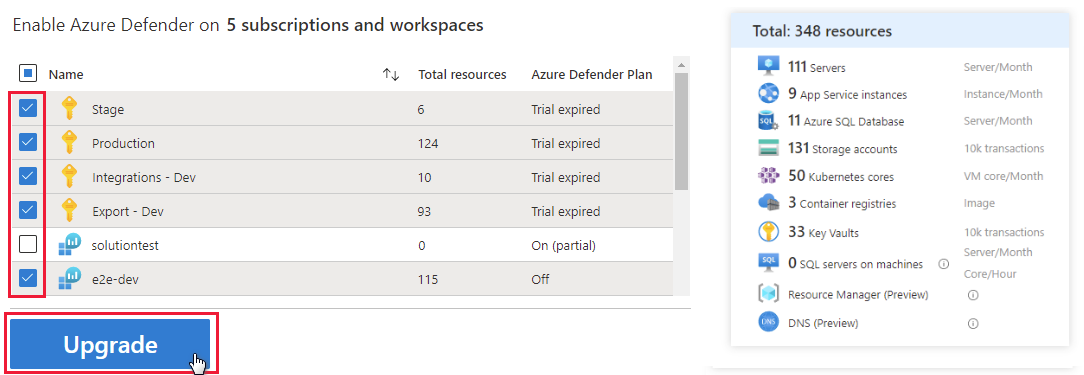 Enable Azure Defender on 5 subscriptions and workspaces
Name Total resources Azure Defender Plan
Stage 6 Trial expired
Production 124 Trial expired
Integrations - Dev 10 Trial expired
Export - Dev 93 Trial expired
solutiontest 0 On (partial)
e2e-dev 115 Off
Upgrade
Total: 348 resources
111 Servers Server/Month
9 App Service instances Instance/Month
SQL 11 Azure SQL Database Server/Month
131 Storage accounts 10k transactions
50 Kubernetes cores VM core/Month
3 Container registries Image
33 Key Vaults 10k transactions
SQL 0 SQL servers on machines Server/Month
Core/Hour
Resource Manager (Preview)
DNS DNS (Preview)